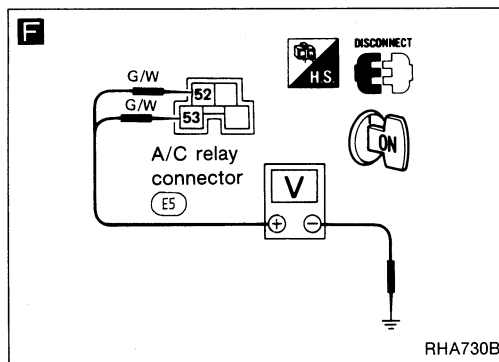 F
DISCONNECT
H.S.
G/W
52
G/W
53
ON
A/C relay
connector
E5
V
+ −
RHA730B